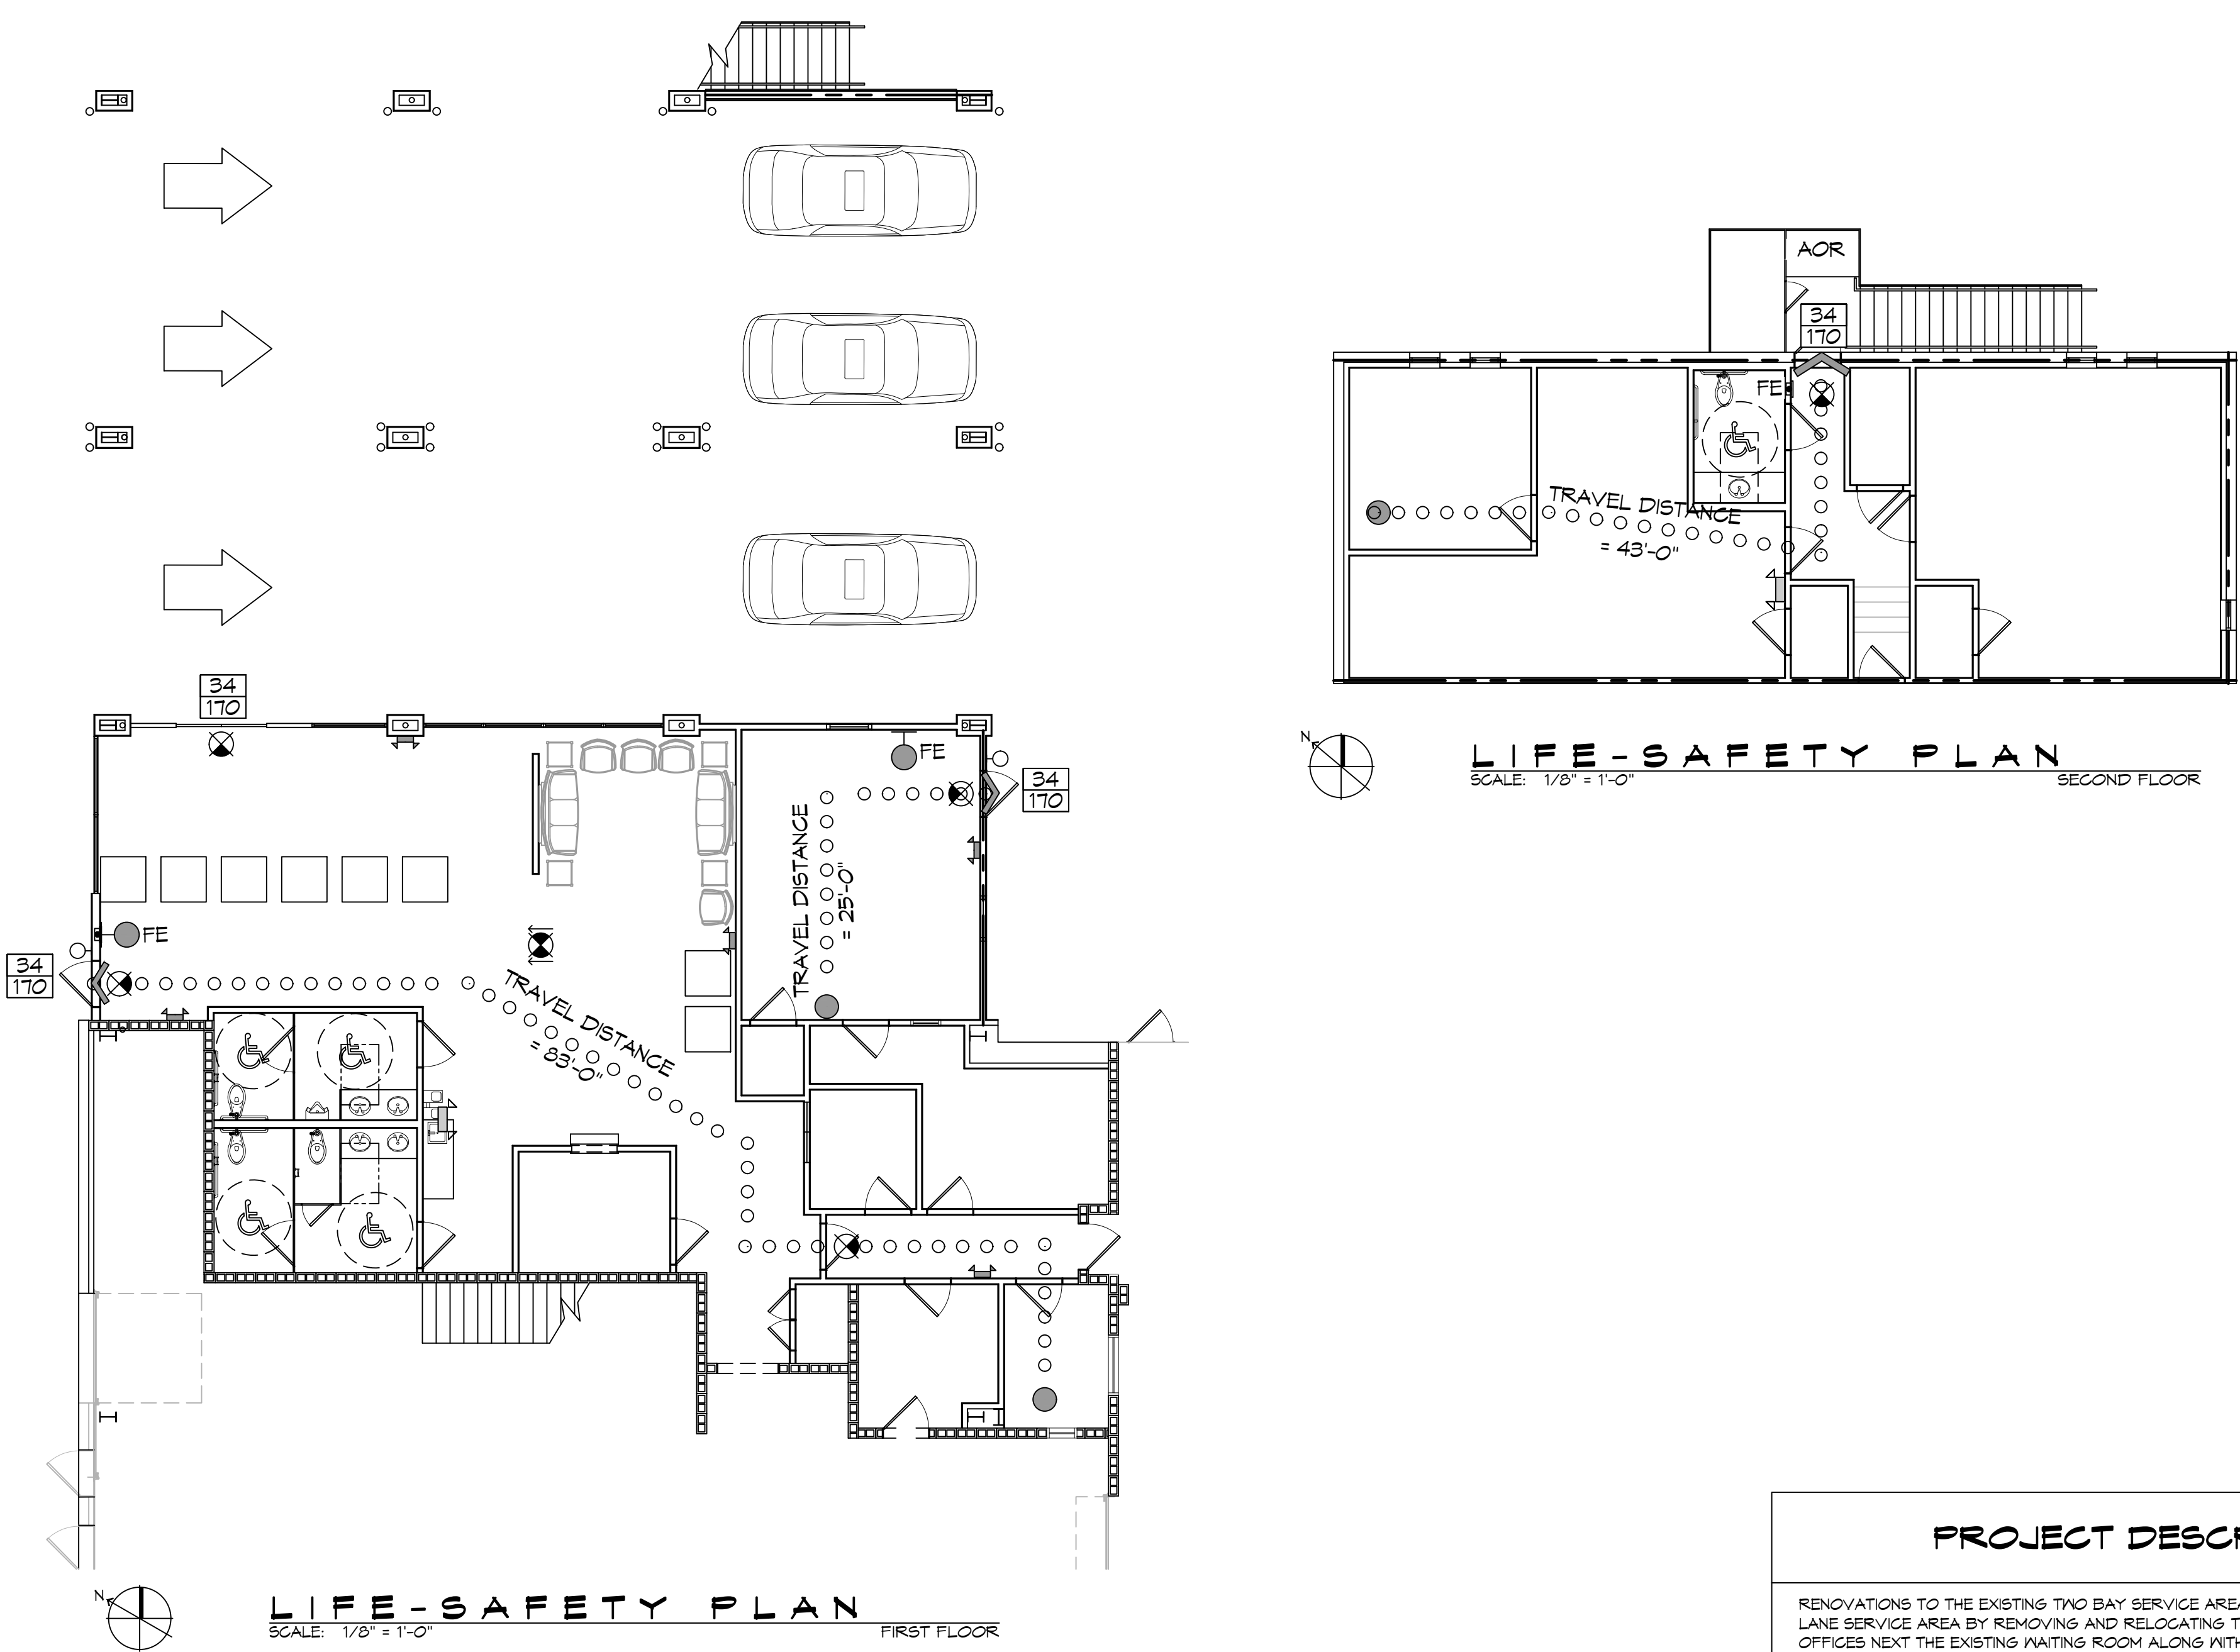 AOR
34
170
FE
TRAVEL DISTANCE
= 43'-0"
N
LIFE-SAFETY PLAN
SCALE: 1/8" = 1'-0"
SECOND FLOOR
34
170
FE
34
170
TRAVEL DISTANCE
= 25'-0"
FE
34
170
TRAVEL DISTANCE
= 83'-0"
N
LIFE-SAFETY PLAN
SCALE: 1/8" = 1'-0"
FIRST FLOOR
PROJECT
RENOVATIONS TO THE EXISTING TWO BAY SERVICE
LANE SERVICE AREA BY REMOVING AND RELOCATING
OFFICES NEXT THE EXISTING WAITING ROOM ALONG